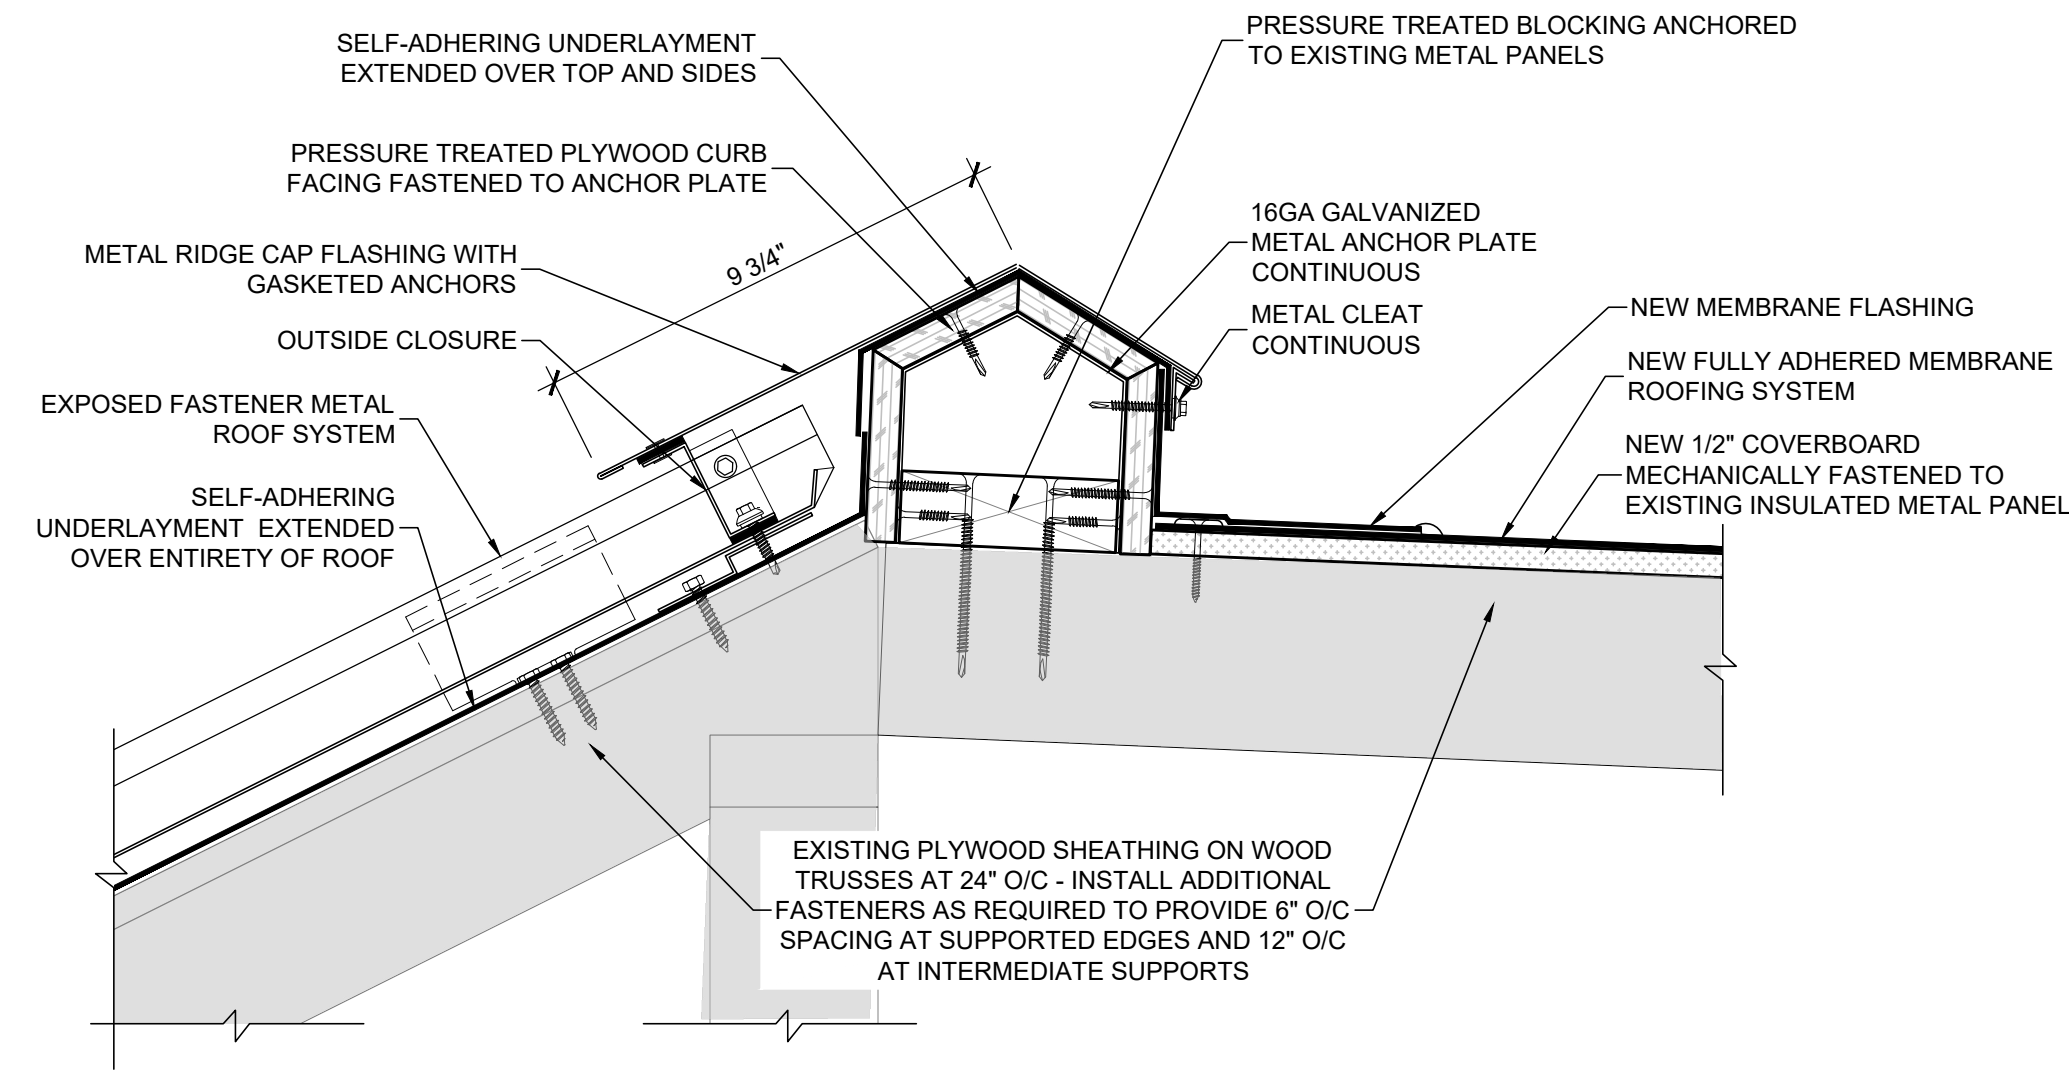 SELF-ADHERING UNDERLAYMENT
EXTENDED OVER TOP AND SIDES
PRESSURE TREATED PLYWOOD CURB
FACING FASTENED TO ANCHOR PLATE
METAL RIDGE CAP FLASHING WITH
GASKETED ANCHORS
OUTSIDE CLOSURE
EXPOSED FASTENER METAL
ROOF SYSTEM
SELF-ADHERING
UNDERLAYMENT EXTENDED
OVER ENTIRETY OF ROOF
9 3/4"
PRESSURE TREATED BLOCKING ANCHORED
TO EXISTING METAL PANELS
16GA GALVANIZED
METAL ANCHOR PLATE
CONTINUOUS
METAL CLEAT
CONTINUOUS
NEW MEMBRANE FLASHING
NEW FULLY ADHERED MEMBRANE
ROOFING SYSTEM
NEW 1/2" COVERBOARD
MECHANICALLY FASTENED TO
EXISTING INSULATED METAL PANEL
EXISTING PLYWOOD SHEATHING ON WOOD
TRUSSES AT 24" O/C - INSTALL ADDITIONAL
FASTENERS AS REQUIRED TO PROVIDE 6" O/C
SPACING AT SUPPORTED EDGES AND 12" O/C
AT INTERMEDIATE SUPPORTS